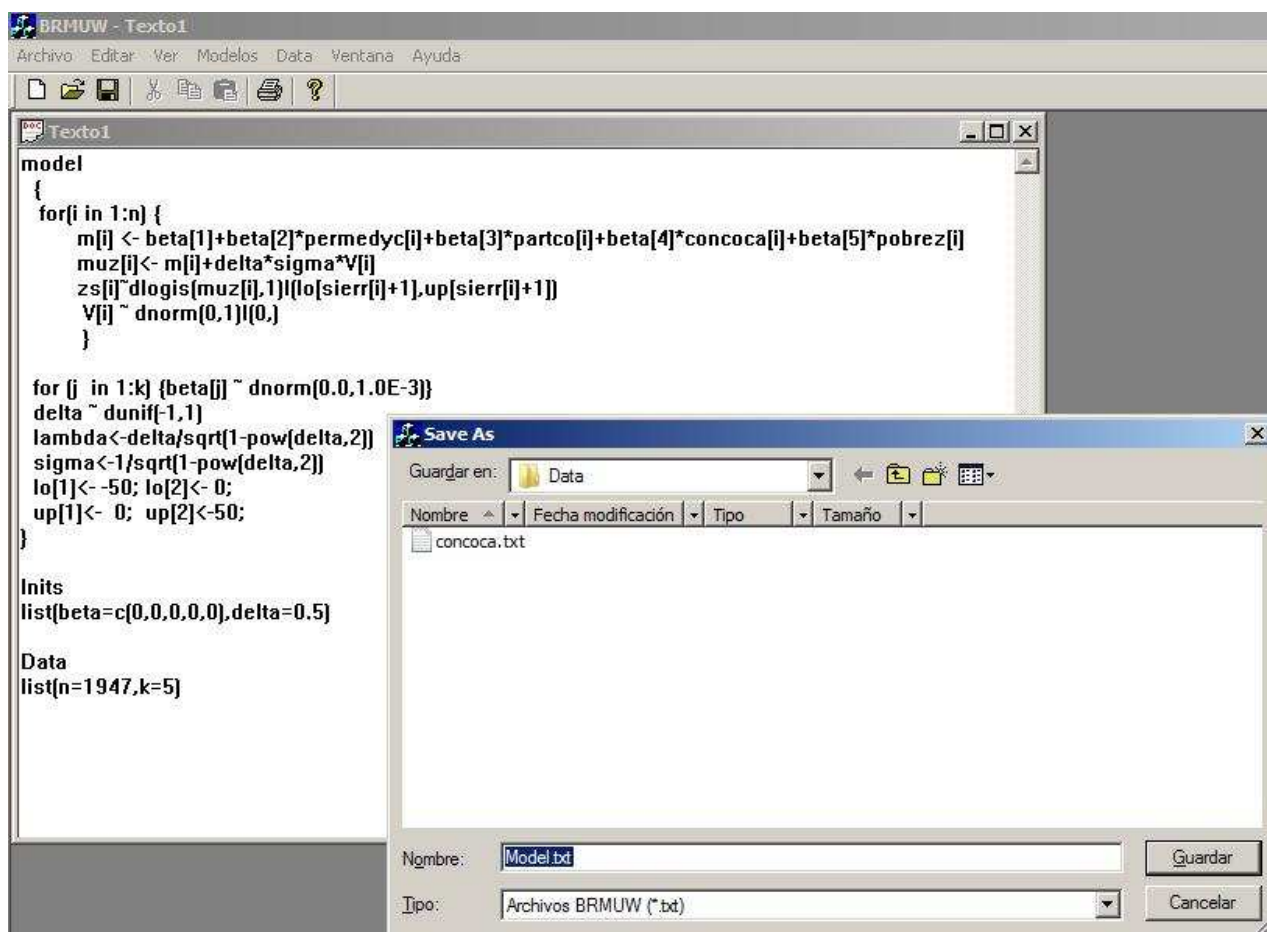 BRMUW - Texto1
Archivo Editar Ver Modelos Data Ventana Ayuda
Texto1
model
{
for(i in 1:n) {
m[i] <- beta[1]+beta[2]*permedyc[i]+beta[3]*partco[i]+beta[4]*concoca[i]+beta[5]*pobrez[i]
muz[i]<- m[i]+delta*sigma*V[i]
zs[i]~dlogis(muz[i],1)I(lo[sierr[i]+1],up[sierr[i]+1])
V[i] ~ dnorm(0,1)I(0,)
}
for (j in 1:k) {beta[j] ~ dnorm(0.0,1.0E-3)}
delta ~ dunif(-1,1)
lambda<-delta/sqrt(1-pow(delta,2))
sigma<-1/sqrt(1-pow(delta,2))
lo[1]<- -50; lo[2]<- 0;
up[1]<- 0; up[2]<-50;
}
Inits
list(beta=c(0,0,0,0,0),delta=0.5)
Data
list(n=1947,k=5)
Save As
Guardar en: Data
Nombre Fecha modificación Tipo Tamaño
concoca.txt
Nombre: Model.txt Guardar
Tipo: Archivos BRMUW (*.txt) Cancelar